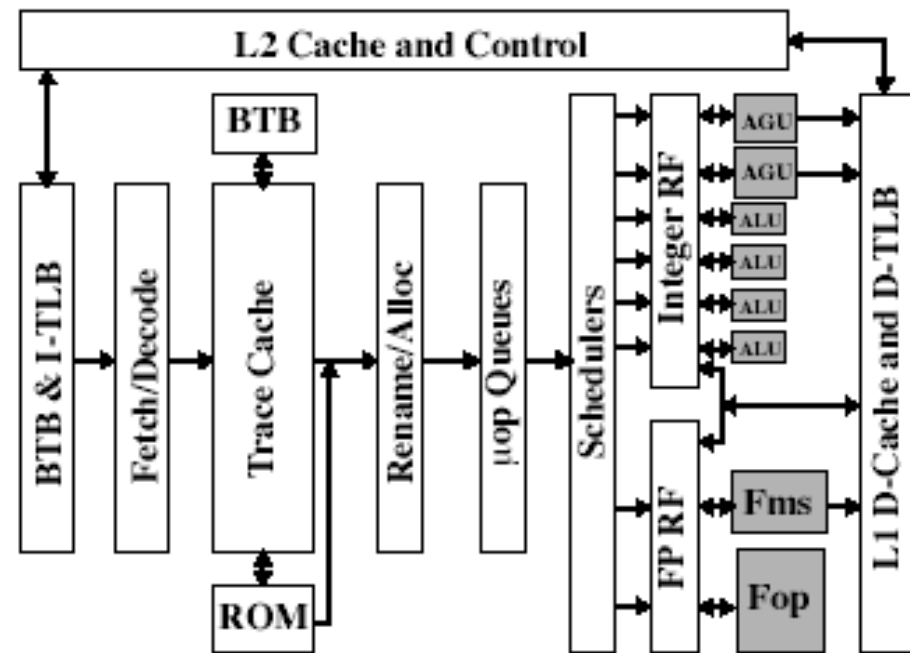 L2 Cache and Control
BTB
BTB & I-TLB
Fetch/Decode
Trace Cache
ROM
Rename/Alloc
µop Queues
Schedulers
Integer RF
FP RF
AGU
AGU
ALU
ALU
ALU
ALU
Fms
Fop
L1 D-Cache and D-TLB